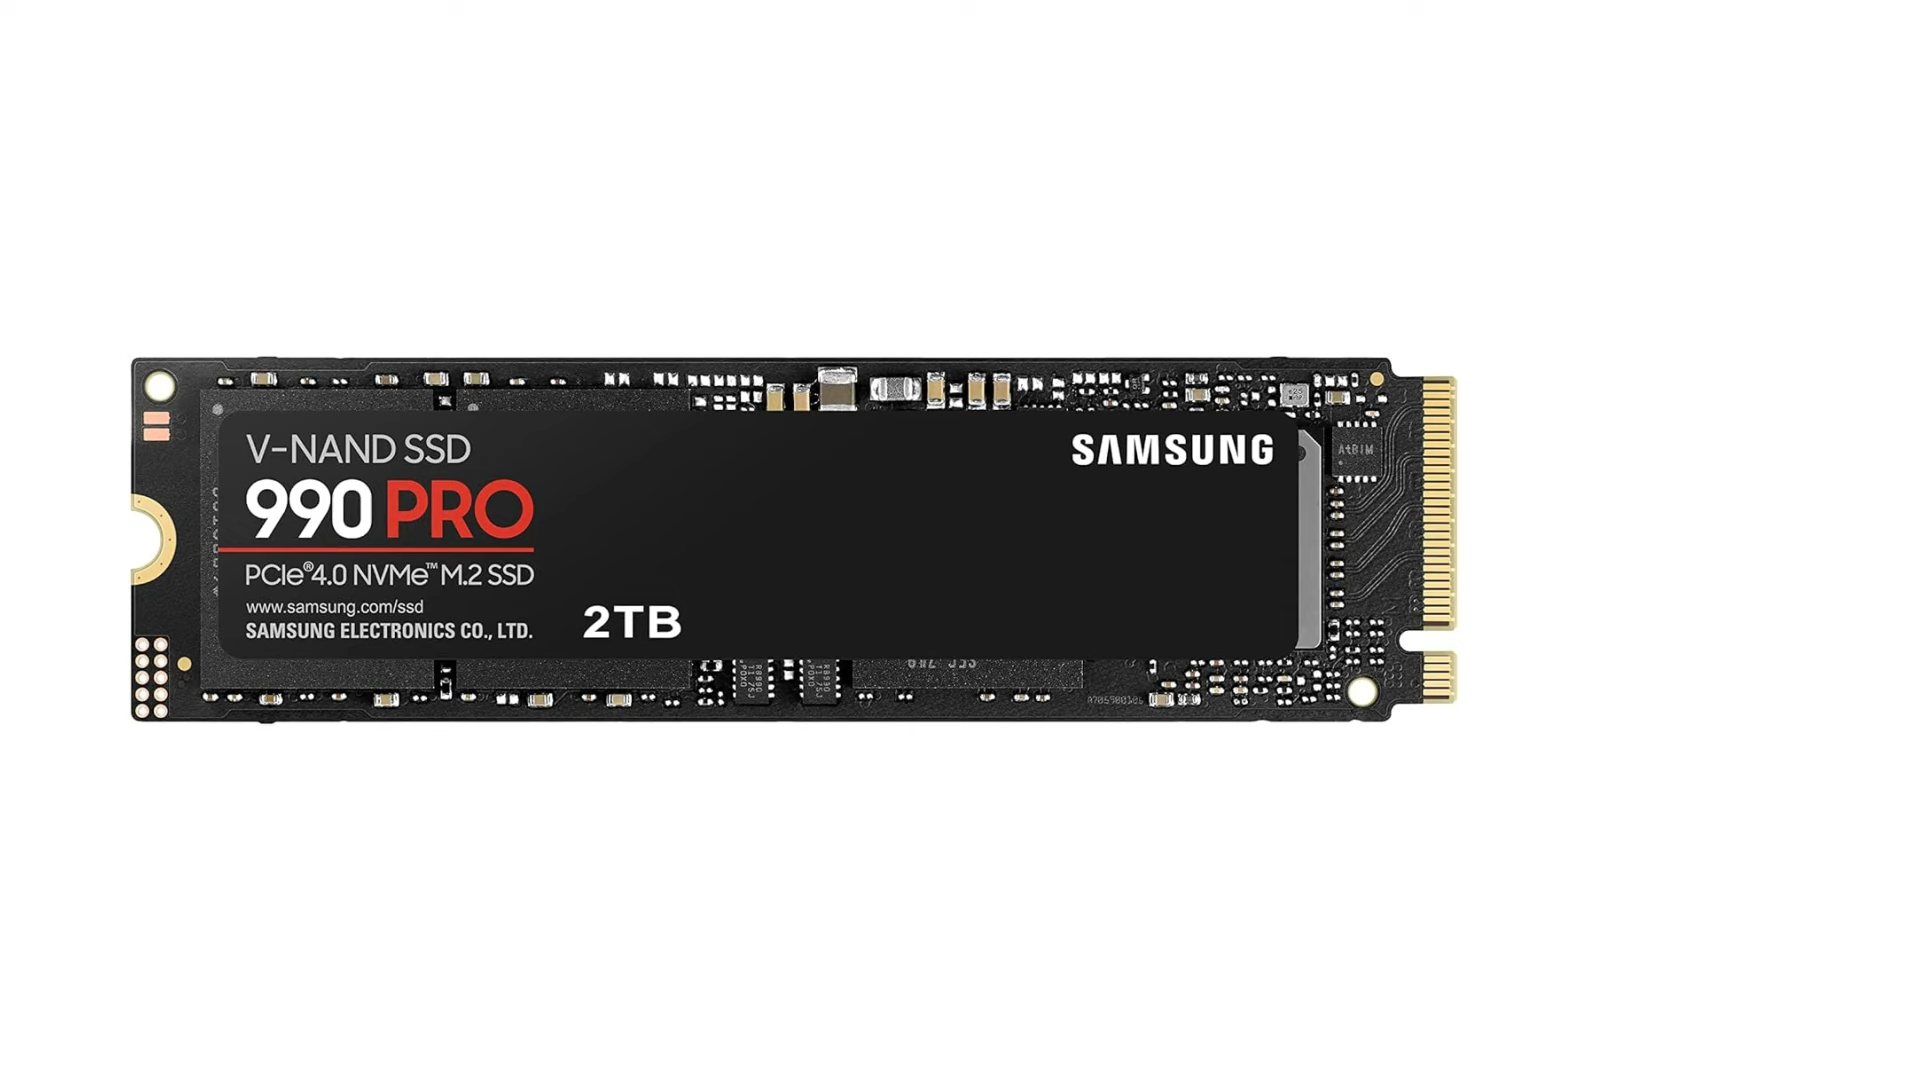 V-NAND SSD
SAMSUNG
990 PRO
PCIe®4.0 NVMe™ M.2 SSD
www.samsung.com/ssd
SAMSUNG ELECTRONICS CO., LTD.
2TB